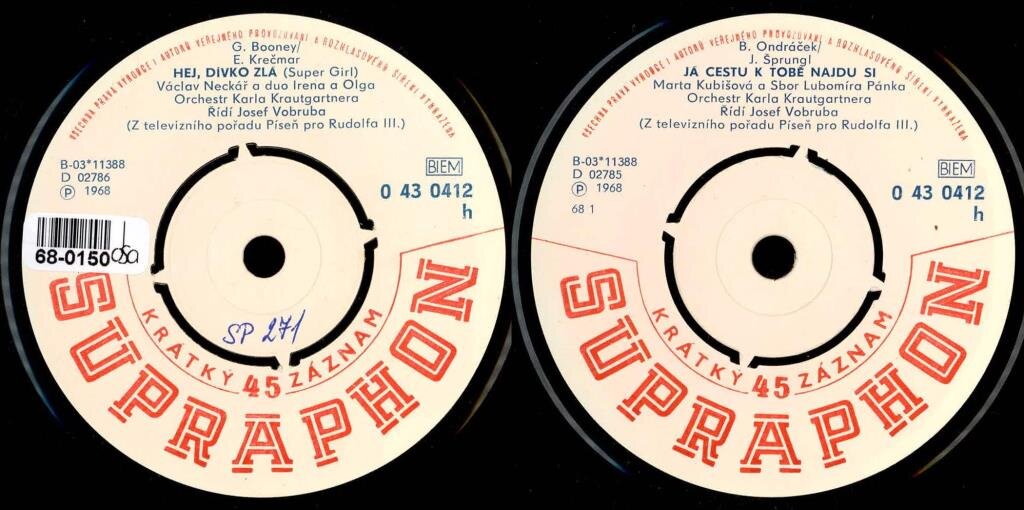 VŠECHNA PRÁVA VÝROBCE I AUTORŮ VEŘEJNÉHO PROVOZOVÁNÍ A ROZHLASOVÉHO ŠÍŘENÍ VYHRAŽENA
G. Booney/
E. Krečmar
HEJ, DÍVKO ZLÁ (Super Girl)
Václav Neckář a duo Irena a Olga
Orchestr Karla Krautgartnera
Řídí Josef Vobruba
(Z televizního pořadu Píseň pro Rudolfa III.)
B-03*11388
D 02786
Ⓟ 1968
BIEM
0 43 0412
h
68-0150
SP 271
KRÁTKÝ 45 ZÁZNAM
SUPRAPHON
VŠECHNA PRÁVA VÝROBCE I AUTORŮ VEŘEJNÉHO PROVOZOVÁNÍ A ROZHLASOVÉHO ŠÍŘENÍ VYHRAŽENA
B. Ondráček/
J. Šprungl
JÁ CESTU K TOBĚ NAJDU SI
Marta Kubišová a Sbor Lubomíra Pánka
Orchestr Karla Krautgartnera
Řídí Josef Vobruba
(Z televizního pořadu Píseň pro Rudolfa III.)
B-03*11388
D 02785
Ⓟ 1968
68 1
BIEM
0 43 0412
h
KRÁTKÝ 45 ZÁZNAM
SUPRAPHON